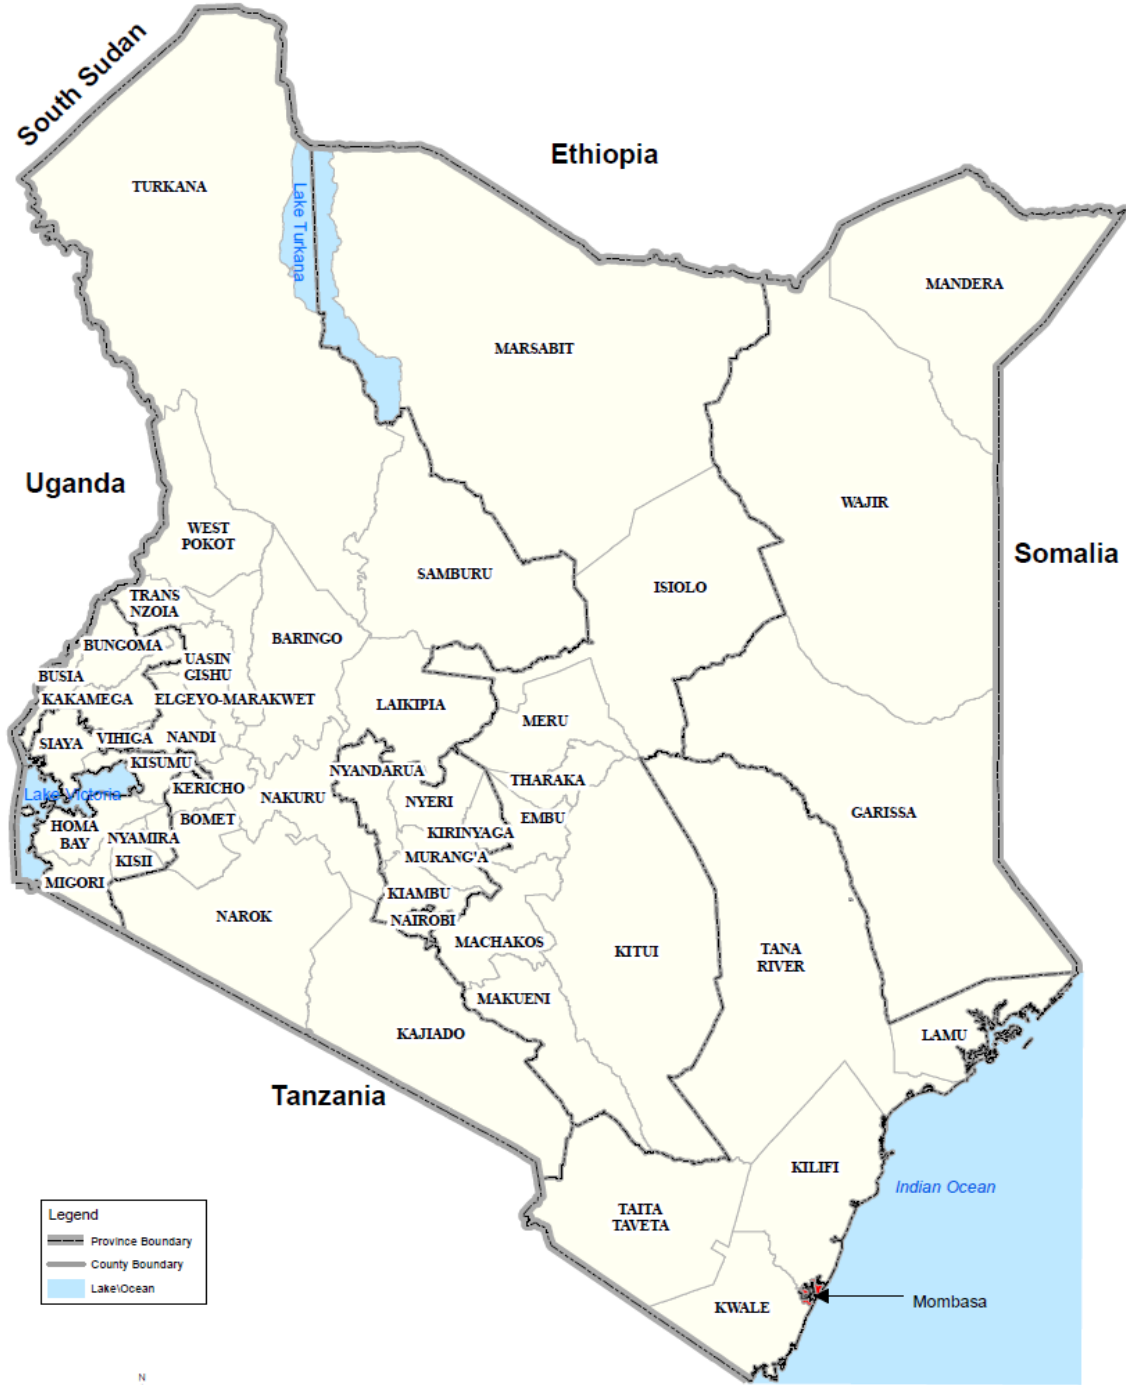 South Sudan
Ethiopia
TURKANA
Lake Turkana
MANDERA
MARSABIT
Uganda
WAJIR
WEST
POKOT
Somalia
SAMBURU
ISIOLO
TRANS
NZOIA
BARINGO
BUNGOMA
UASIN
GISHU
BUSIA
KAKAMEGA
ELGEYO-MARAKWET
LAIKIPIA
MERU
SIAYA
VIHIGA
NANDI
KISUMU
NYANDARUA
THARAKA
KERICHO
Lake Victoria
NAKURU
NYERI
GARISSA
EMBU
BOMET
HOMA
BAY
NYAMIRA
KIRINYAGA
KISII
MURANG'A
MIGORI
KIAMBU
NAROK
NAIROBI
MACHAKOS
KITUI
TANA
RIVER
MAKUENI
KAJIADO
LAMU
Tanzania
KILIFI
Indian Ocean
TAITA
TAVETA
KWALE
Mombasa
Legend
Province Boundary
County Boundary
Lake\Ocean
N